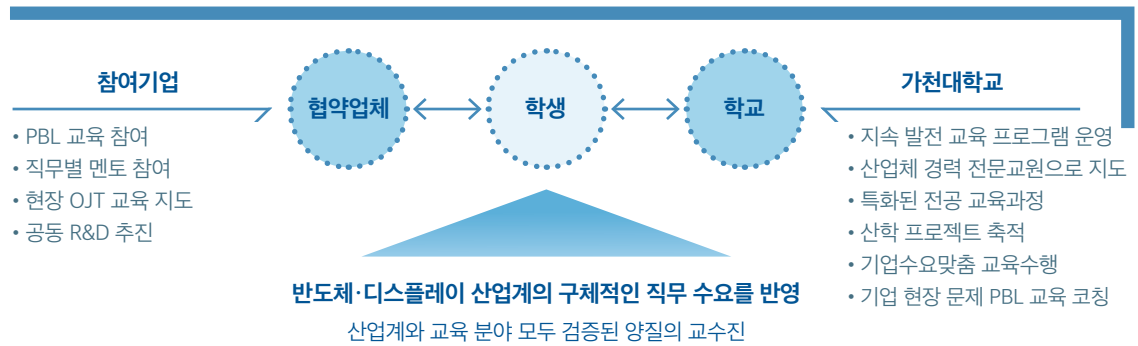 참여기업
• PBL 교육 참여
• 직무별 멘토 참여
• 현장 OJT 교육 지도
• 공동 R&D 추진
협약업체
학생
학교
가천대학교
• 지속 발전 교육 프로그램 운영
• 산업체 경력 전문교원으로 지도
• 특화된 전공 교육과정
• 산학 프로젝트 축적
• 기업수요맞춤 교육수행
• 기업 현장 문제 PBL 교육 코칭
반도체·디스플레이 산업계의 구체적인 직무 수요를 반영
산업계와 교육 분야 모두 검증된 양질의 교수진